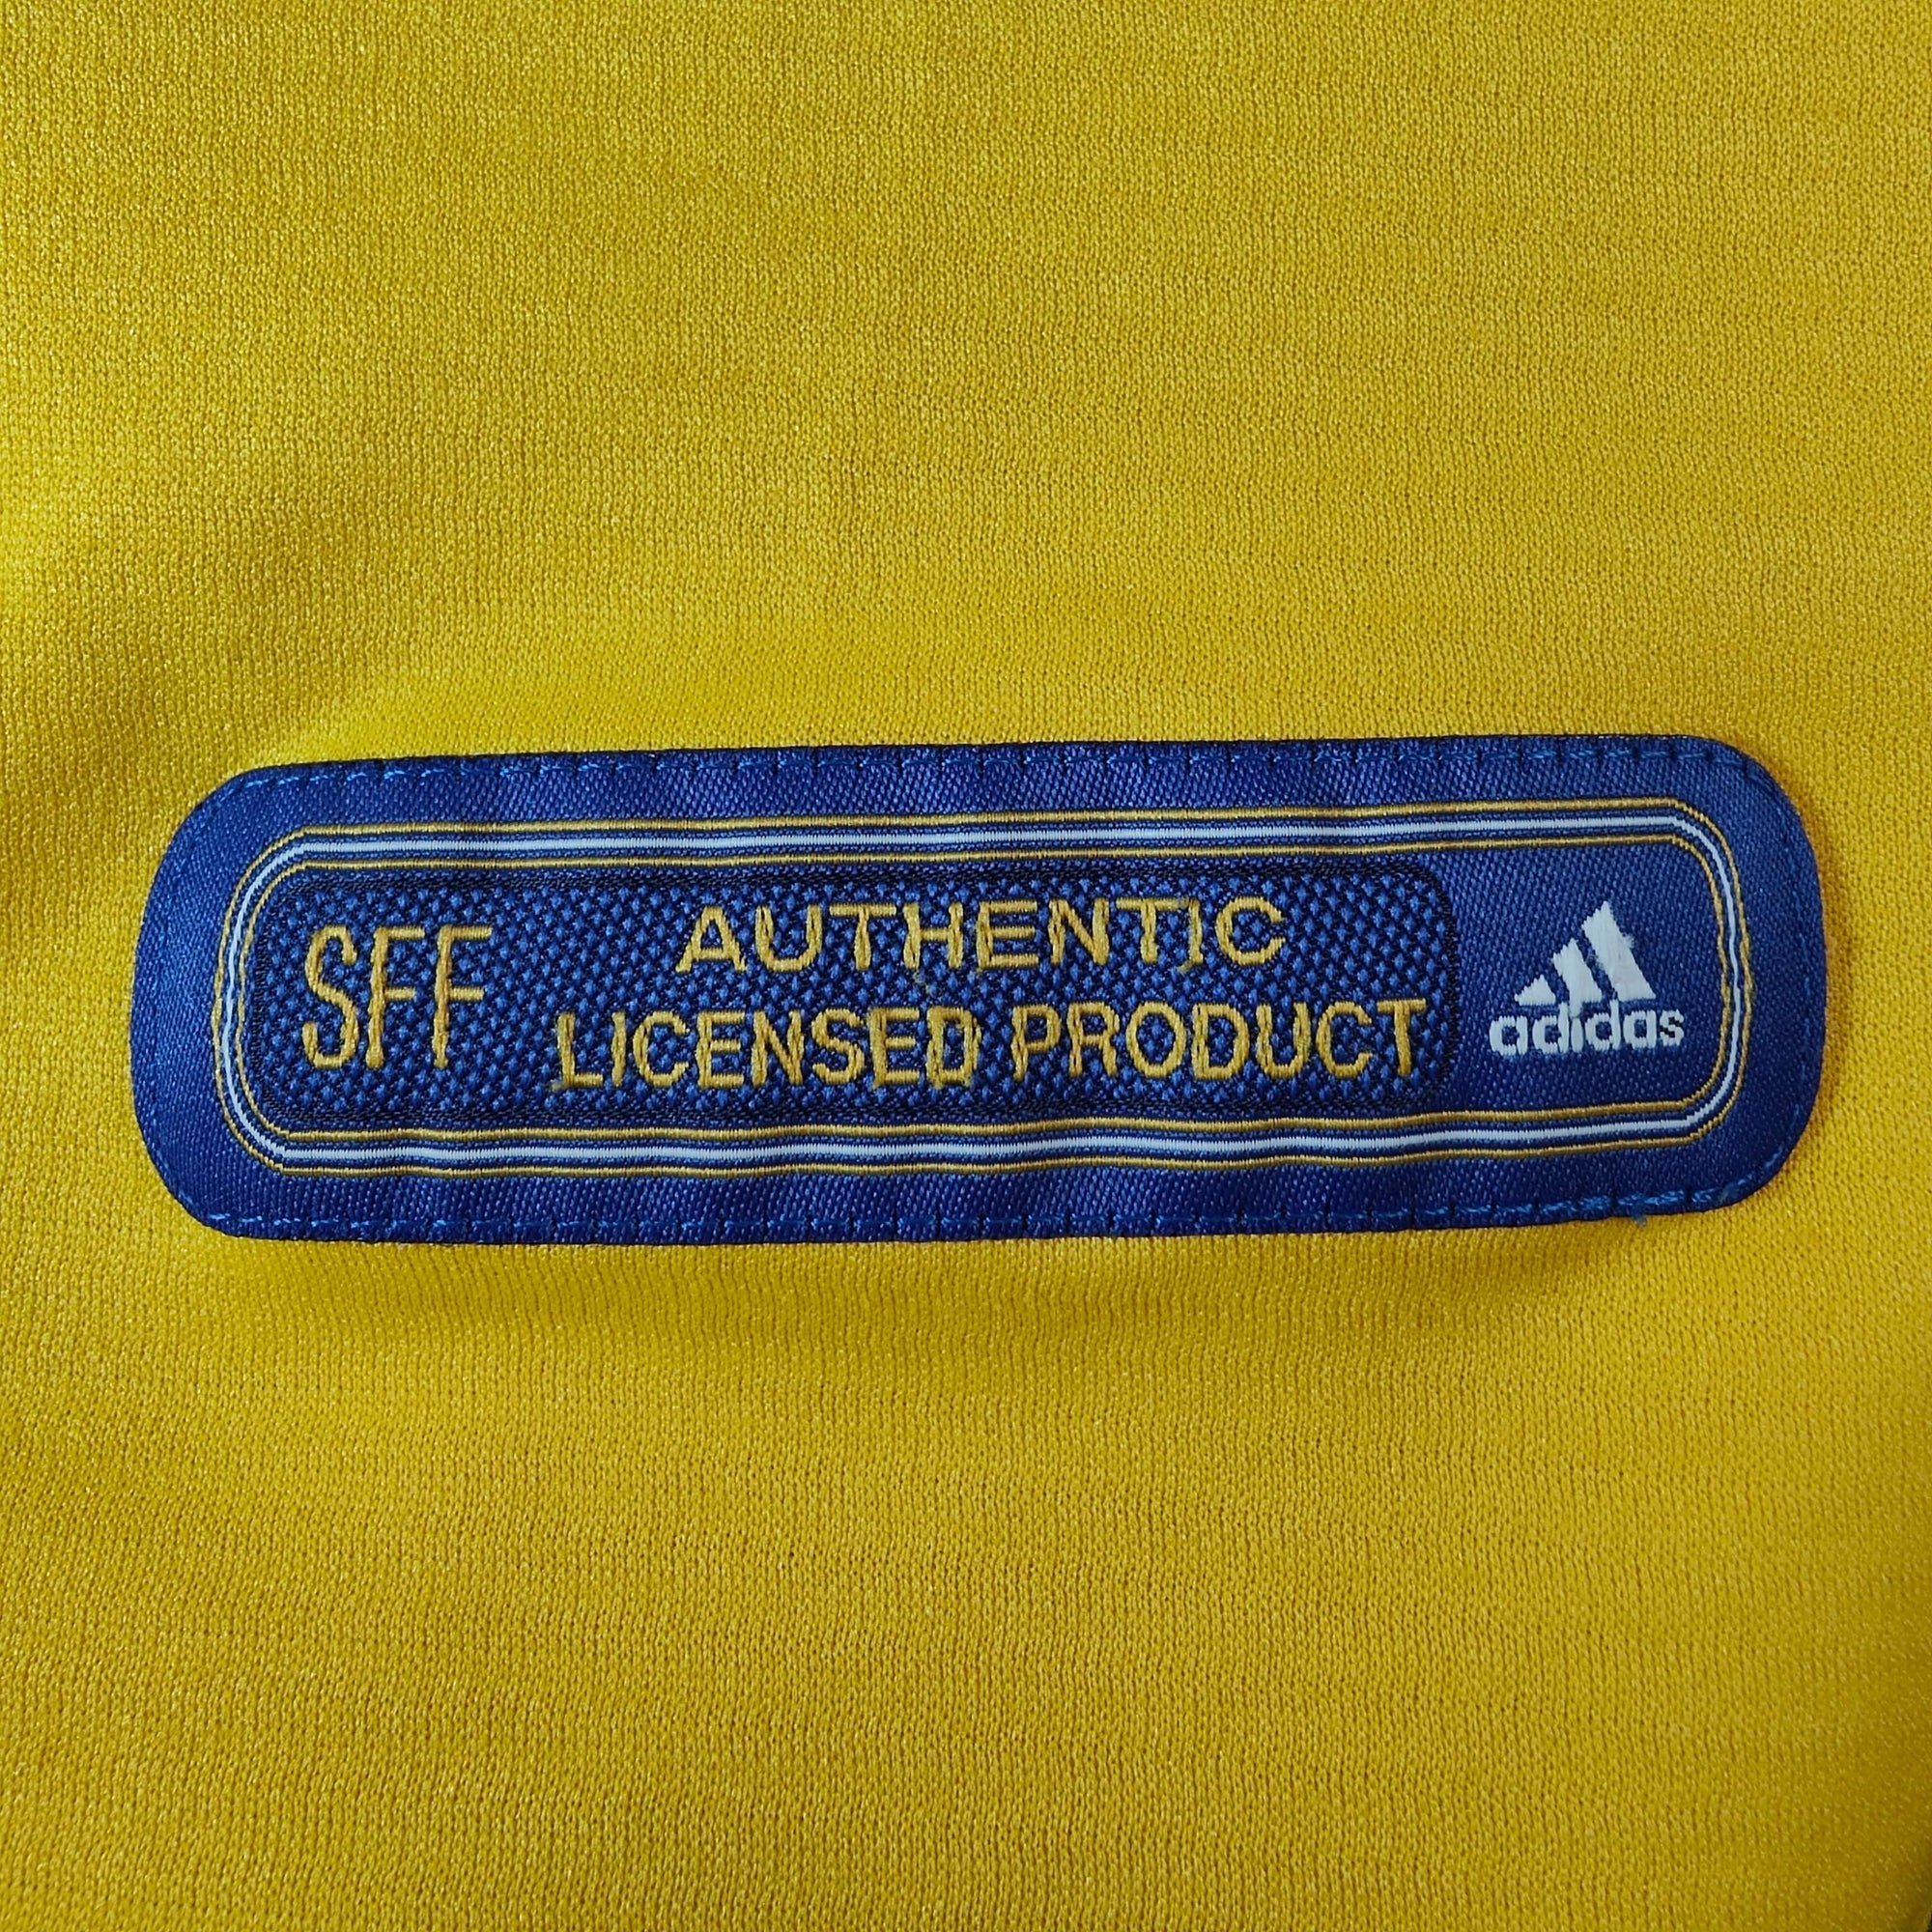 SFF
AUTHENTIC
LICENSED PRODUCT
adidas